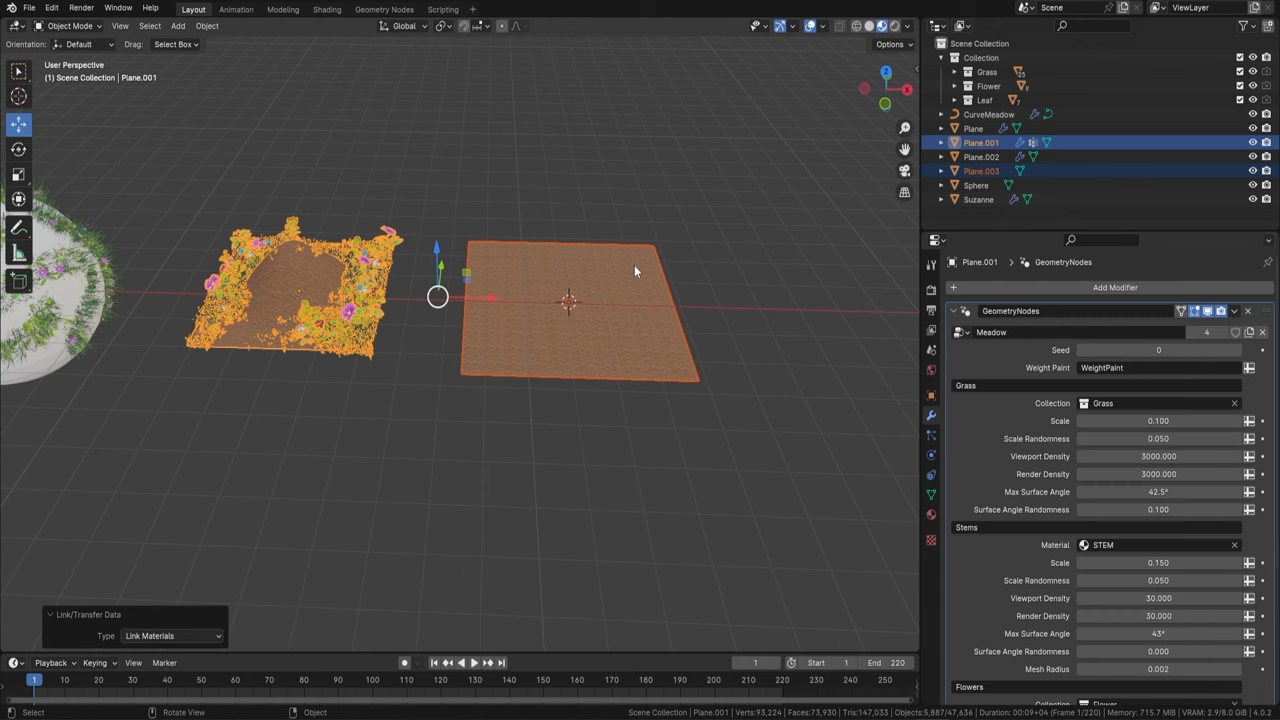 File Edit Render Window Help Layout Animation Shading Geometry Nodes Scripting Scene ViewLayer
Object Mode View Select Add Object Global
Orientation: Default Drag: Select Box Options
User Perspective
(1) Scene Collection | Plane.001
Z
X
Scene Collection
Collection
Grass 25
Flower 9
Leaf 7
CurveMeadow
Plane
Plane.001
Plane.002
Plane.003
Sphere
Suzanne
Plane.001 > GeometryNodes
+ Add Modifier
GeometryNodes
Meadow 4
Seed 0
Weight Paint WeightPaint
Grass
Collection Grass
Scale 0.100
Scale Randomness 0.050
Viewport Density 3000.000
Render Density 3000.000
Max Surface Angle 42.5°
Surface Angle Randomness 0.100
Stems
Material STEM
Scale 0.150
Scale Randomness 0.050
Viewport Density 30.000
Render Density 30.000
Max Surface Angle 43°
Surface Angle Randomness 0.000
Mesh Radius 0.002
Flowers
Collection Flower
Link/Transfer Data
Type Link Materials
Playback Keying View Marker 1 Start 1 End 220
1 10 20 30 40 50 60 70 80 90 100 110 120 130 140 150 160 170 180 190 200 210 220 230 240 250
Select Rotate View Object Scene Collection | Plane.001 | Verts:93,224 | Faces:73,930 | Tris:147,033 | Objects:5,887/47,636 | Duration: 00:09+04 (Frame 1/220) | Memory: 715.7 MiB | VRAM: 2.9/8.0 GiB | 4.0.2